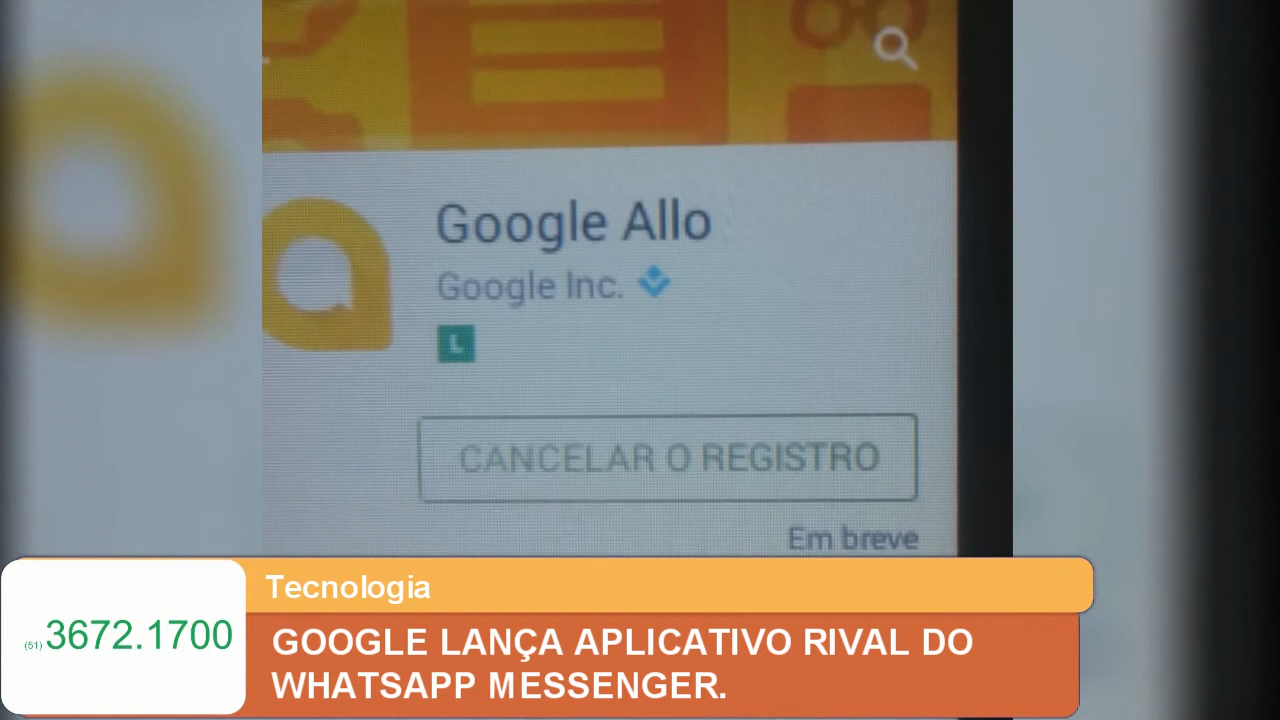 Google Allo
Google Inc.
L
CANCELAR O REGISTRO
Em breve
Tecnologia
(51) 3672.1700
GOOGLE LANÇA APLICATIVO RIVAL DO
WHATSAPP MESSENGER.